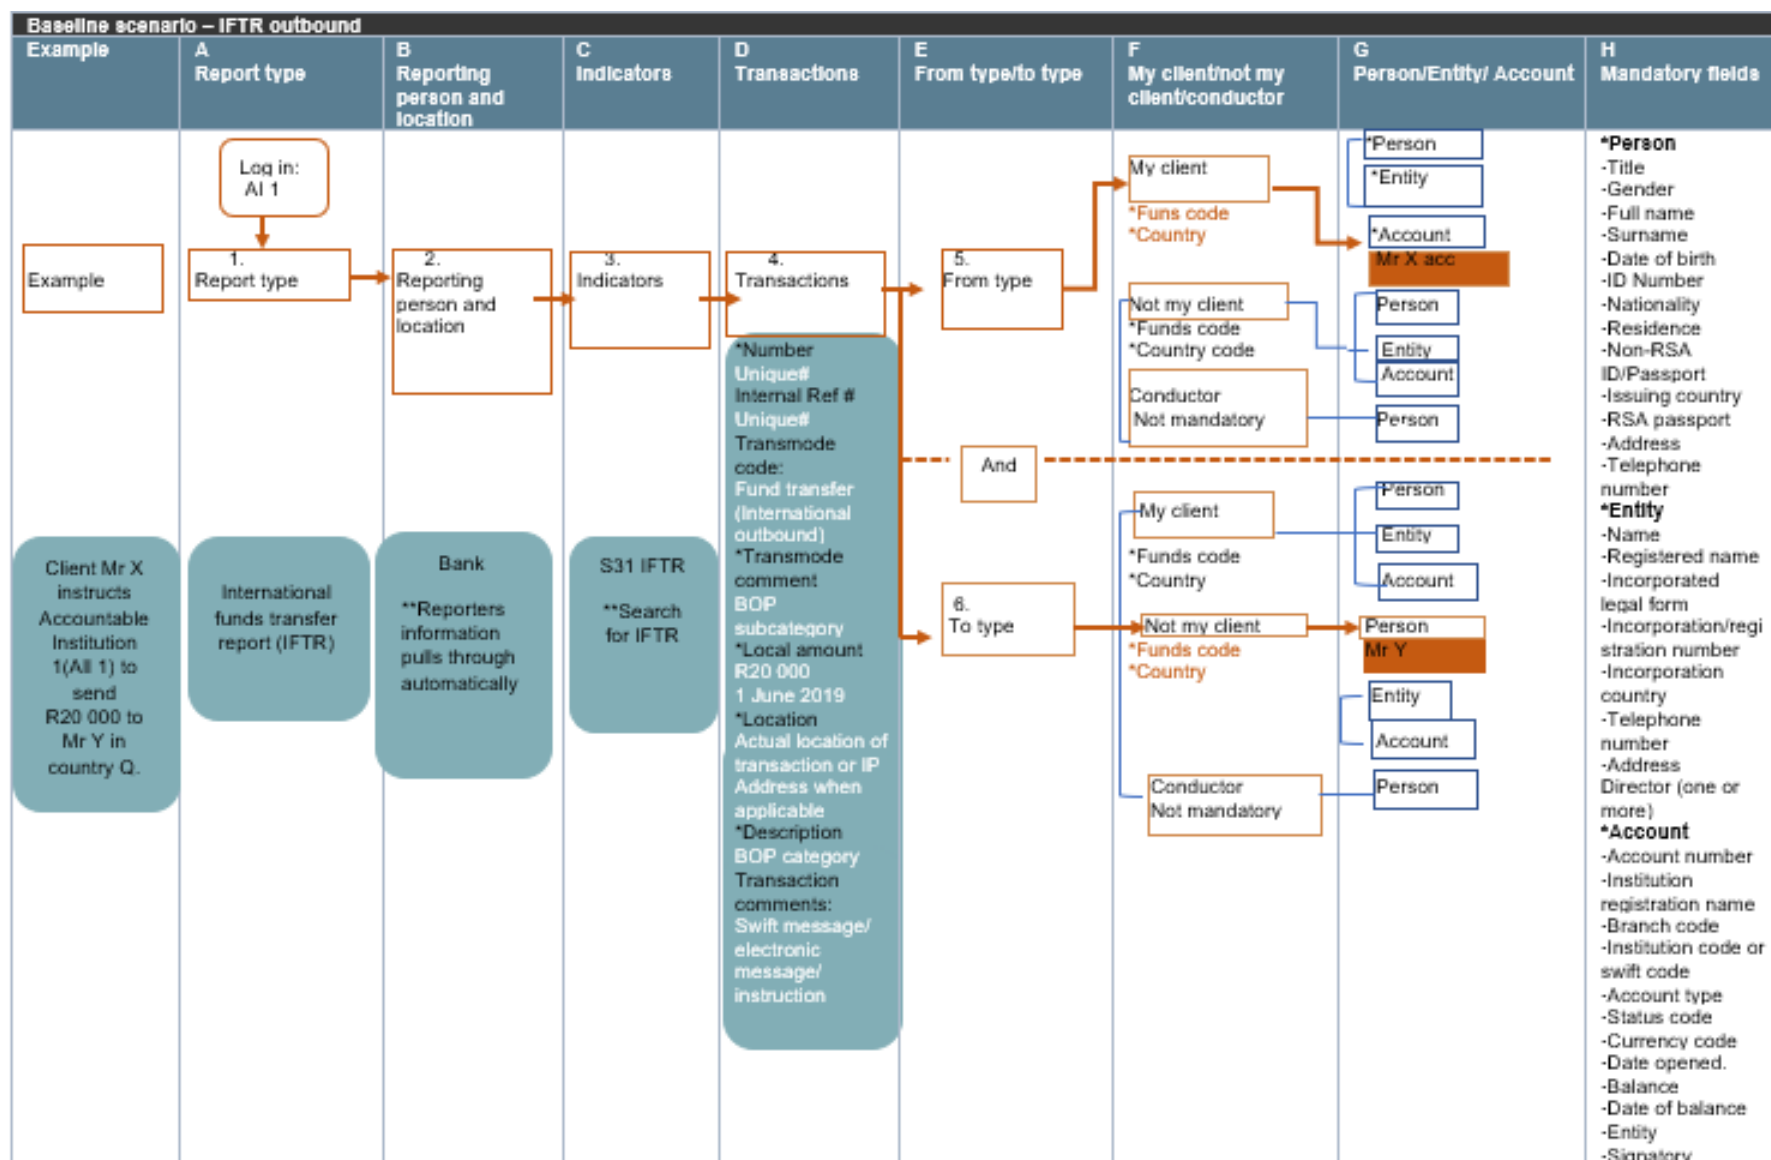 Baseline scenario – IFTR outbound
Example
A
Report type
B
Reporting
person and
location
C
Indicators
D
Transactions
E
From type/to type
F
My client/not my
client/conductor
G
Person/Entity/ Account
H
Mandatory fields
Example
Client Mr X
instructs
Accountable
Institution
1(All 1) to
send
R20 000 to
Mr Y in
country Q.
Log in:
AI 1
1.
Report type
International
funds transfer
report (IFTR)
2.
Reporting
person and
location
Bank
**Reporters
information
pulls through
automatically
3.
Indicators
S31 IFTR
**Search
for IFTR
4.
Transactions
*Number
Unique#
Internal Ref #
Unique#
Transmode
code:
Fund transfer
(International
outbound)
*Transmode
comment
BOP
subcategory
*Local amount
R20 000
1 June 2019
*Location
Actual location of
transaction or IP
Address when
applicable
*Description
BOP category
Transaction
comments:
Swift message/
electronic
message/
instruction
5.
From type
And
6.
To type
My client
*Funs code
*Country
Not my client
*Funds code
*Country code
Conductor
Not mandatory
My client
*Funds code
*Country
Not my client
*Funds code
*Country
Conductor
Not mandatory
*Person
*Entity
*Account
Mr X acc
Person
Entity
Account
Person
Person
Entity
Account
Person
Mr Y
Entity
Account
Person
*Person
-Title
-Gender
-Full name
-Surname
-Date of birth
-ID Number
-Nationality
-Residence
-Non-RSA
ID/Passport
-Issuing country
-RSA passport
-Address
-Telephone
number
*Entity
-Name
-Registered name
-Incorporated
legal form
-Incorporation/regi
stration number
-Incorporation
country
-Telephone
number
-Address
Director (one or
more)
*Account
-Account number
-Institution
registration name
-Branch code
-Institution code or
swift code
-Account type
-Status code
-Currency code
-Date opened.
-Balance
-Date of balance
-Entity
-Signatory